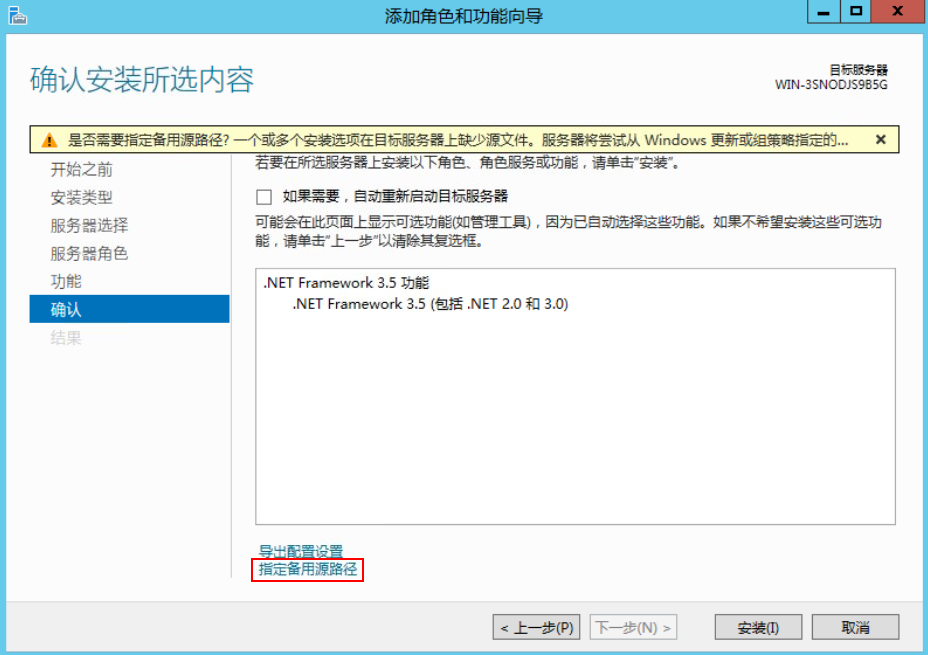 添加角色和功能向导
确认安装所选内容
目标服务器
WIN-3SNODJS9B5G
是否需要指定备用源路径? 一个或多个安装选项在目标服务器上缺少源文件。服务器将尝试从 Windows 更新或组策略指定的...
开始之前
安装类型
服务器选择
服务器角色
功能
确认
结果
若要在所选服务器上安装以下角色、角色服务或功能，请单击“安装”。
如果需要，自动重新启动目标服务器
可能会在此页面上显示可选功能(如管理工具)，因为已自动选择这些功能。如果不希望安装这些可选功
能，请单击“上一步”以清除其复选框。
.NET Framework 3.5 功能
.NET Framework 3.5 (包括 .NET 2.0 和 3.0)
导出配置设置
指定备用源路径
< 上一步(P)
下一步(N) >
安装(I)
取消